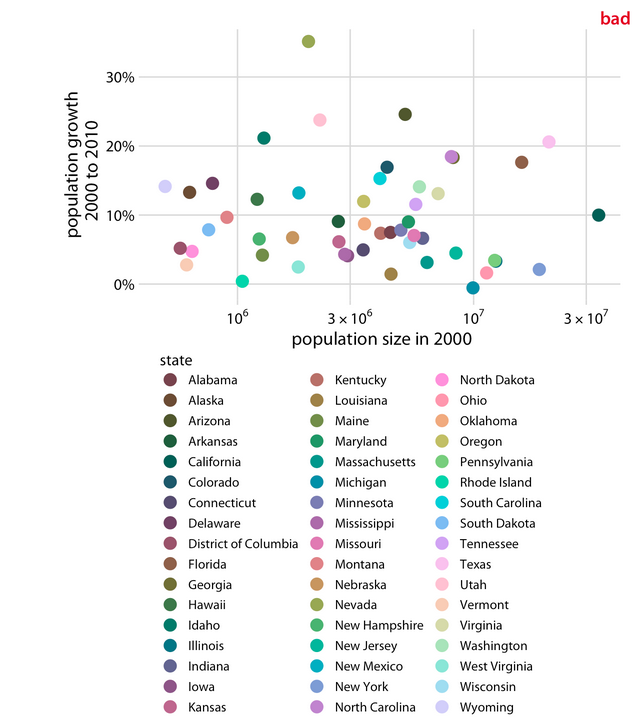 bad
population growth
2000 to 2010
30%
20%
10%
0%
10⁶
3 × 10⁶
10⁷
3 × 10⁷
population size in 2000
state
Alabama
Alaska
Arizona
Arkansas
California
Colorado
Connecticut
Delaware
District of Columbia
Florida
Georgia
Hawaii
Idaho
Illinois
Indiana
Iowa
Kansas
Kentucky
Louisiana
Maine
Maryland
Massachusetts
Michigan
Minnesota
Mississippi
Missouri
Montana
Nebraska
Nevada
New Hampshire
New Jersey
New Mexico
New York
North Carolina
North Dakota
Ohio
Oklahoma
Oregon
Pennsylvania
Rhode Island
South Carolina
South Dakota
Tennessee
Texas
Utah
Vermont
Virginia
Washington
West Virginia
Wisconsin
Wyoming